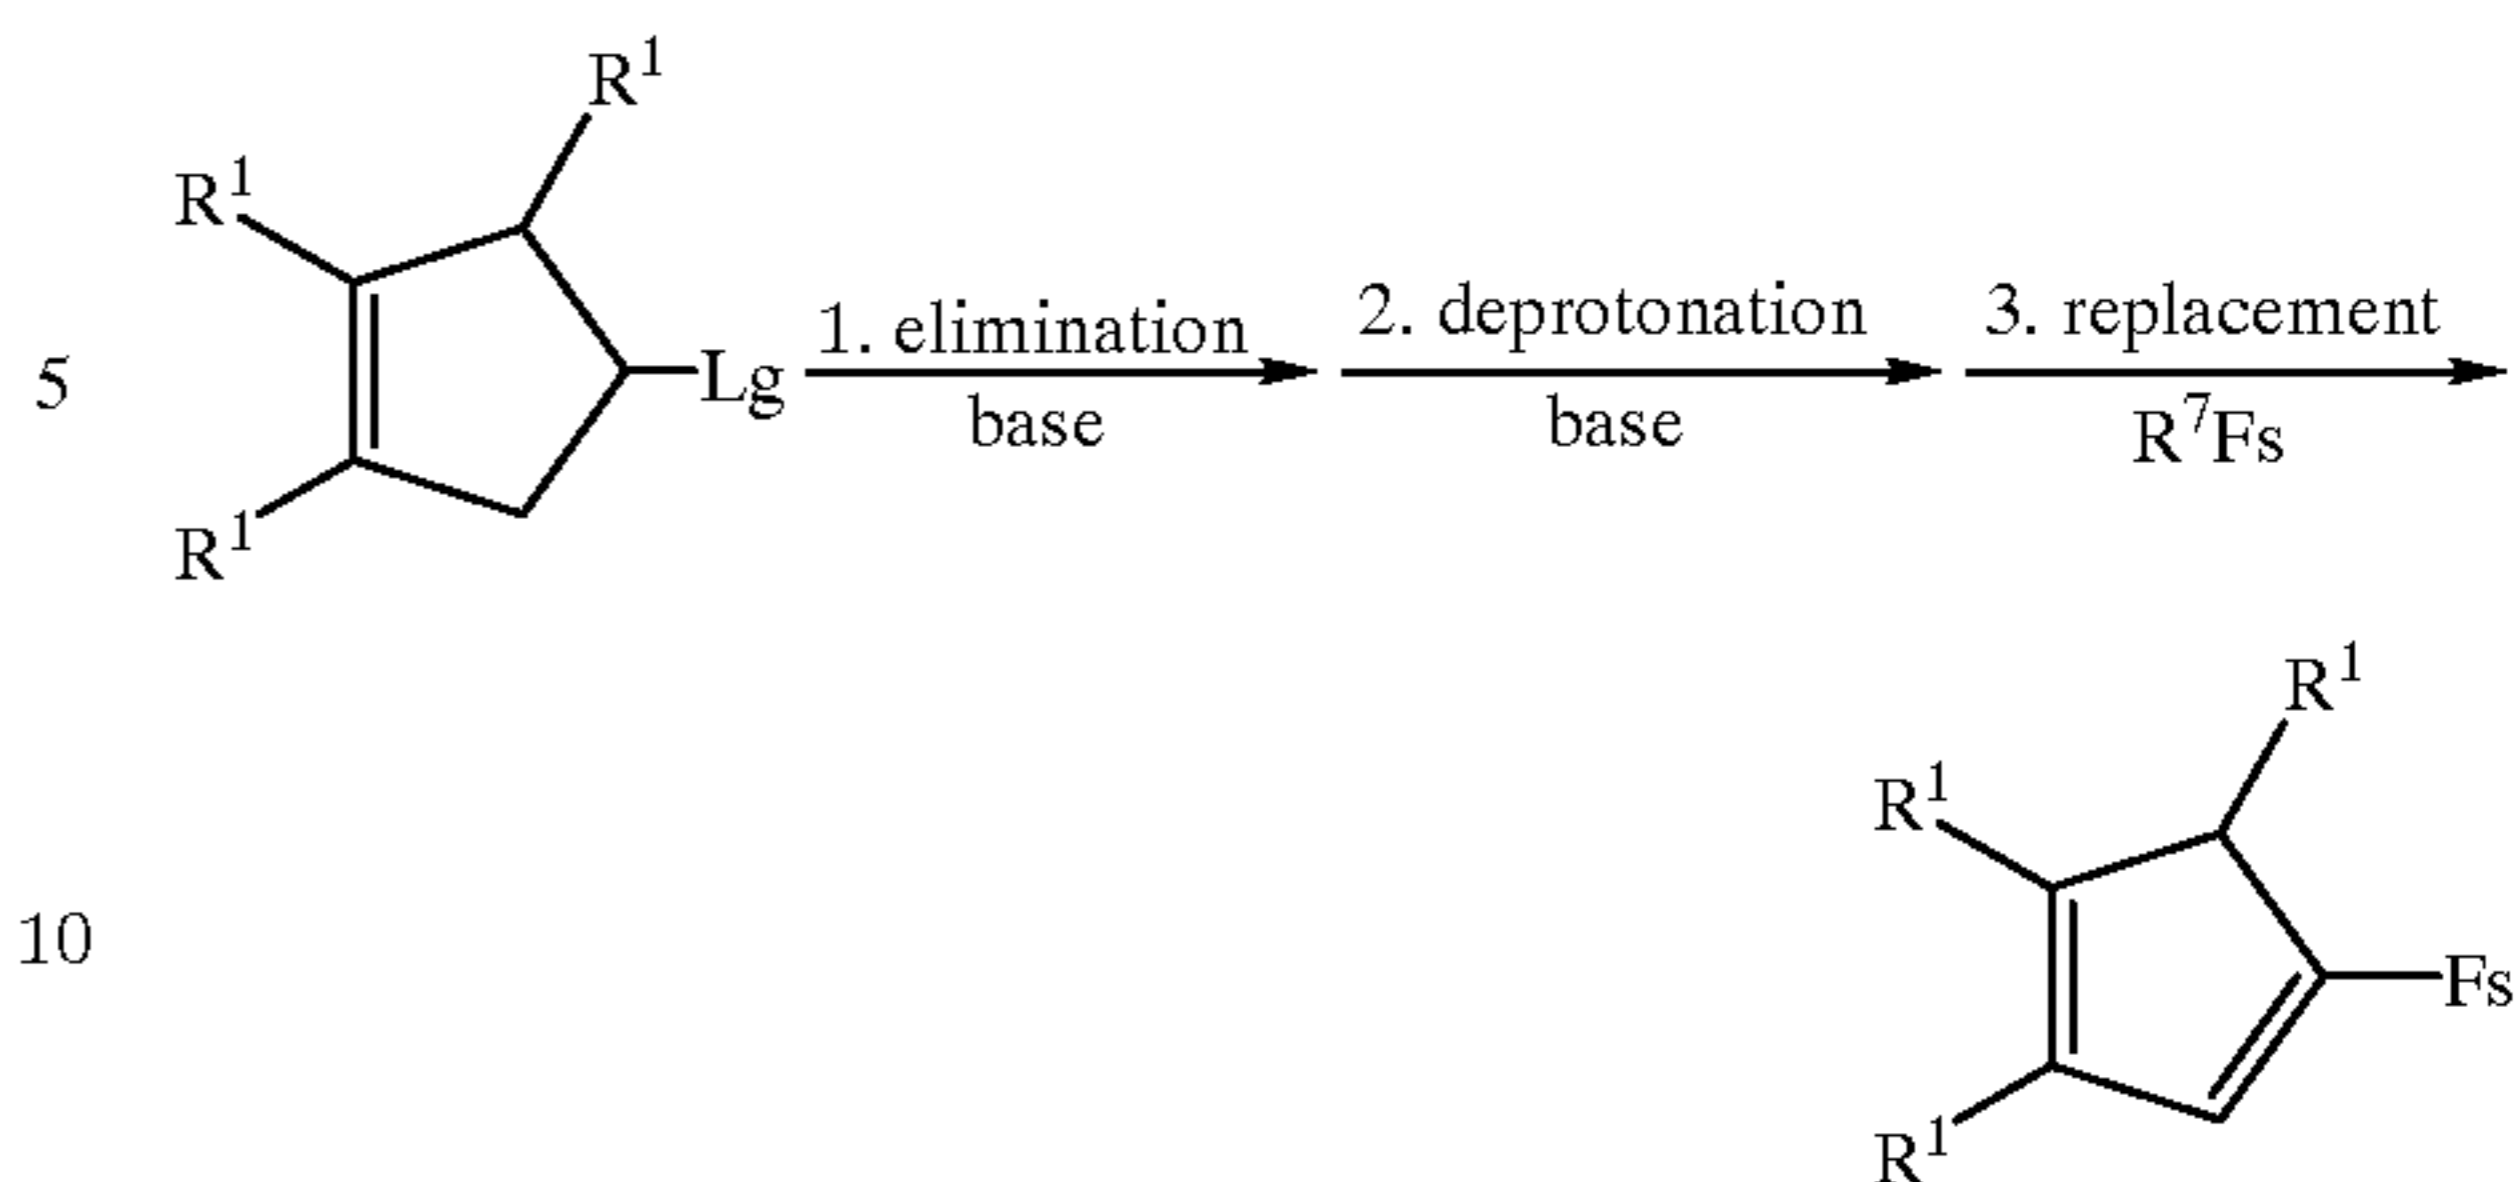 R¹
R¹
5
Lg
1. elimination
base
2. deprotonation
base
3. replacement
R⁷Fs
R¹
R¹
R¹
10
Fs
R¹